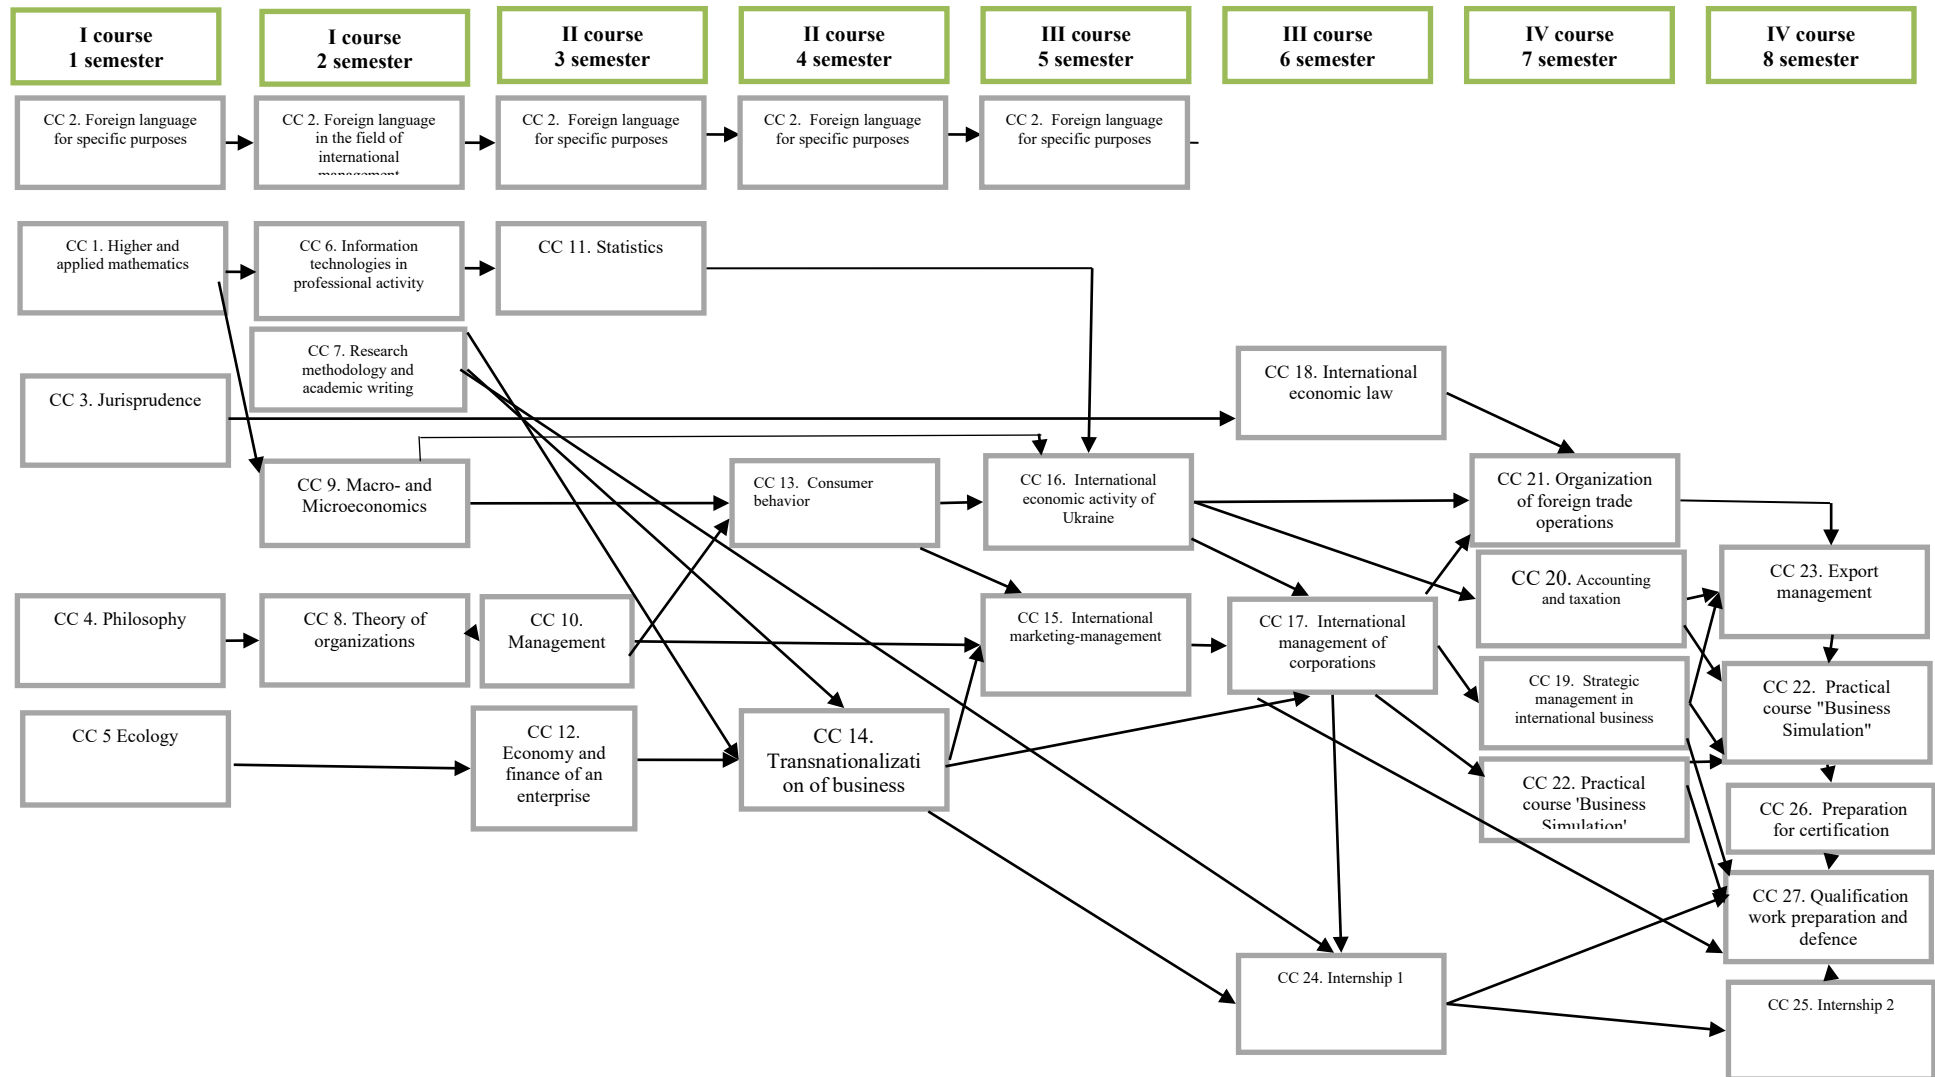 I course
1 semester
I course
2 semester
II course
3 semester
II course
4 semester
III course
5 semester
III course
6 semester
IV course
7 semester
IV course
8 semester
CC 2. Foreign language
for specific purposes
CC 2. Foreign language
in the field of
international
management
CC 2. Foreign language
for specific purposes
CC 2. Foreign language
for specific purposes
CC 2. Foreign language
for specific purposes
CC 1. Higher and
applied mathematics
CC 6. Information
technologies in
professional activity
CC 11. Statistics
CC 7. Research
methodology and
academic writing
CC 3. Jurisprudence
CC 18. International
economic law
CC 9. Macro- and
Microeconomics
CC 13. Consumer
behavior
CC 16. International
economic activity of
Ukraine
CC 21. Organization
of foreign trade
operations
CC 20. Accounting
and taxation
CC 23. Export
management
CC 4. Philosophy
CC 8. Theory of
organizations
CC 10.
Management
CC 15. International
marketing-management
CC 17. International
management of
corporations
CC 19. Strategic
management in
international business
CC 22. Practical
course "Business
Simulation"
CC 5 Ecology
CC 12.
Economy and
finance of an
enterprise
CC 14.
Transnationalizati
on of business
CC 22. Practical
course 'Business
Simulation'
CC 26. Preparation
for certification
CC 27. Qualification
work preparation and
defence
CC 24. Internship 1
CC 25. Internship 2